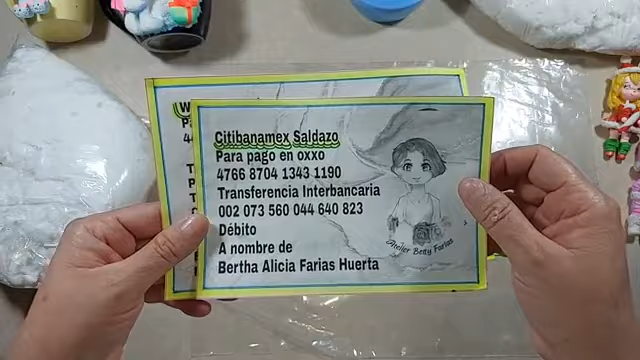 Citibanamex Saldazo
Para pago en oxxo
4766 8704 1343 1190
Transferencia Interbancaria
002 073 560 044 640 823
Débito
A nombre de
Bertha Alicia Farias Huerta
Atelier Betty Farias